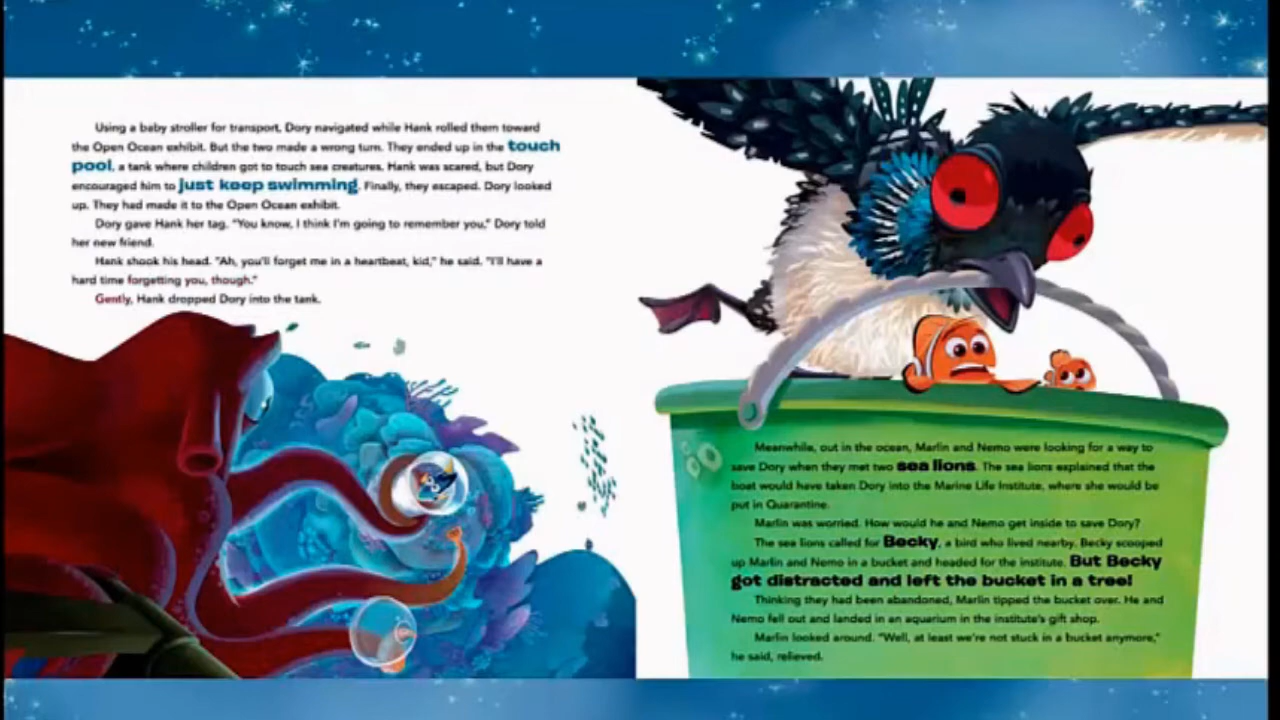 Using a baby stroller for transport, Dory navigated while Hank rolled them toward
the Open Ocean exhibit. But the two made a wrong turn. They ended up in the touch
pool, a tank where children got to touch sea creatures. Hank was scared, but Dory
encouraged him to just keep swimming. Finally, they escaped. Dory looked
up. They had made it to the Open Ocean exhibit.
Dory gave Hank her tag. "You know, I think I'm going to remember you," Dory told
her new friend.
Hank shook his head. "Ah, you'll forget me in a heartbeat, kid," he said. "I'll have a
hard time forgetting you, though."
Gently, Hank dropped Dory into the tank.
Meanwhile, out in the ocean, Marlin and Nemo were looking for a way to
save Dory when they met two sea lions. The sea lions explained that the
boat would have taken Dory into the Marine Life Institute, where she would be
put in Quarantine.
Marlin was worried. How would he and Nemo get inside to save Dory?
The sea lions called for Becky, a bird who lived nearby. Becky scooped
up Marlin and Nemo in a bucket and headed for the institute. But Becky
got distracted and left the bucket in a tree!
Thinking they had been abandoned, Marlin tipped the bucket over. He and
Nemo fell out and landed in an aquarium in the institute's gift shop.
Marlin looked around. "Well, at least we're not stuck in a bucket anymore,"
he said, relieved.